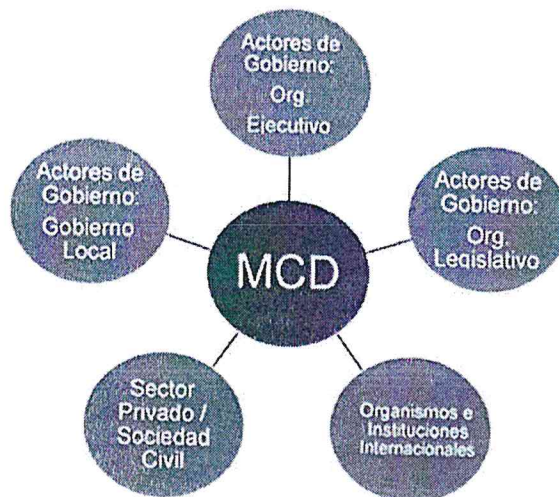 Actores de
Gobierno:
Org.
Ejecutivo
Actores de
Gobierno:
Gobierno
Local
Actores de
Gobierno:
Org.
Legislativo
MCD
Sector
Privado /
Sociedad
Civil
Organismos e
Instituciones
Internacionales